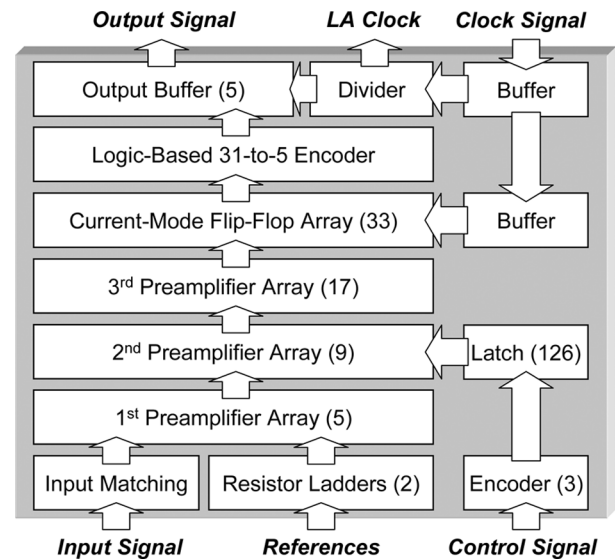 Output Signal LA Clock Clock Signal
Output Buffer (5) Divider Buffer
Logic-Based 31-to-5 Encoder
Current-Mode Flip-Flop Array (33) Buffer
3rd Preamplifier Array (17)
2nd Preamplifier Array (9) Latch (126)
1st Preamplifier Array (5)
Input Matching Resistor Ladders (2) Encoder (3)
Input Signal References Control Signal